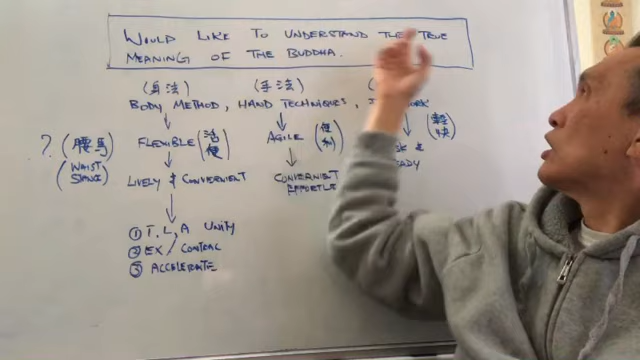 WOULD LIKE TO UNDERSTAND THE TRUE
MEANING OF THE BUDDHA.
(身法) (手法) (
BODY METHOD, HAND TECHNIQUES,
? (腰馬) FLEXIBLE (活便) AGILE (便利) (輕快)
(WAIST STANCE) LIVELY & CONVENIENT CONVENIENT EFFORTLE
① T, L, A UNITY
② EX / CONTRAC
③ ACCELERATE